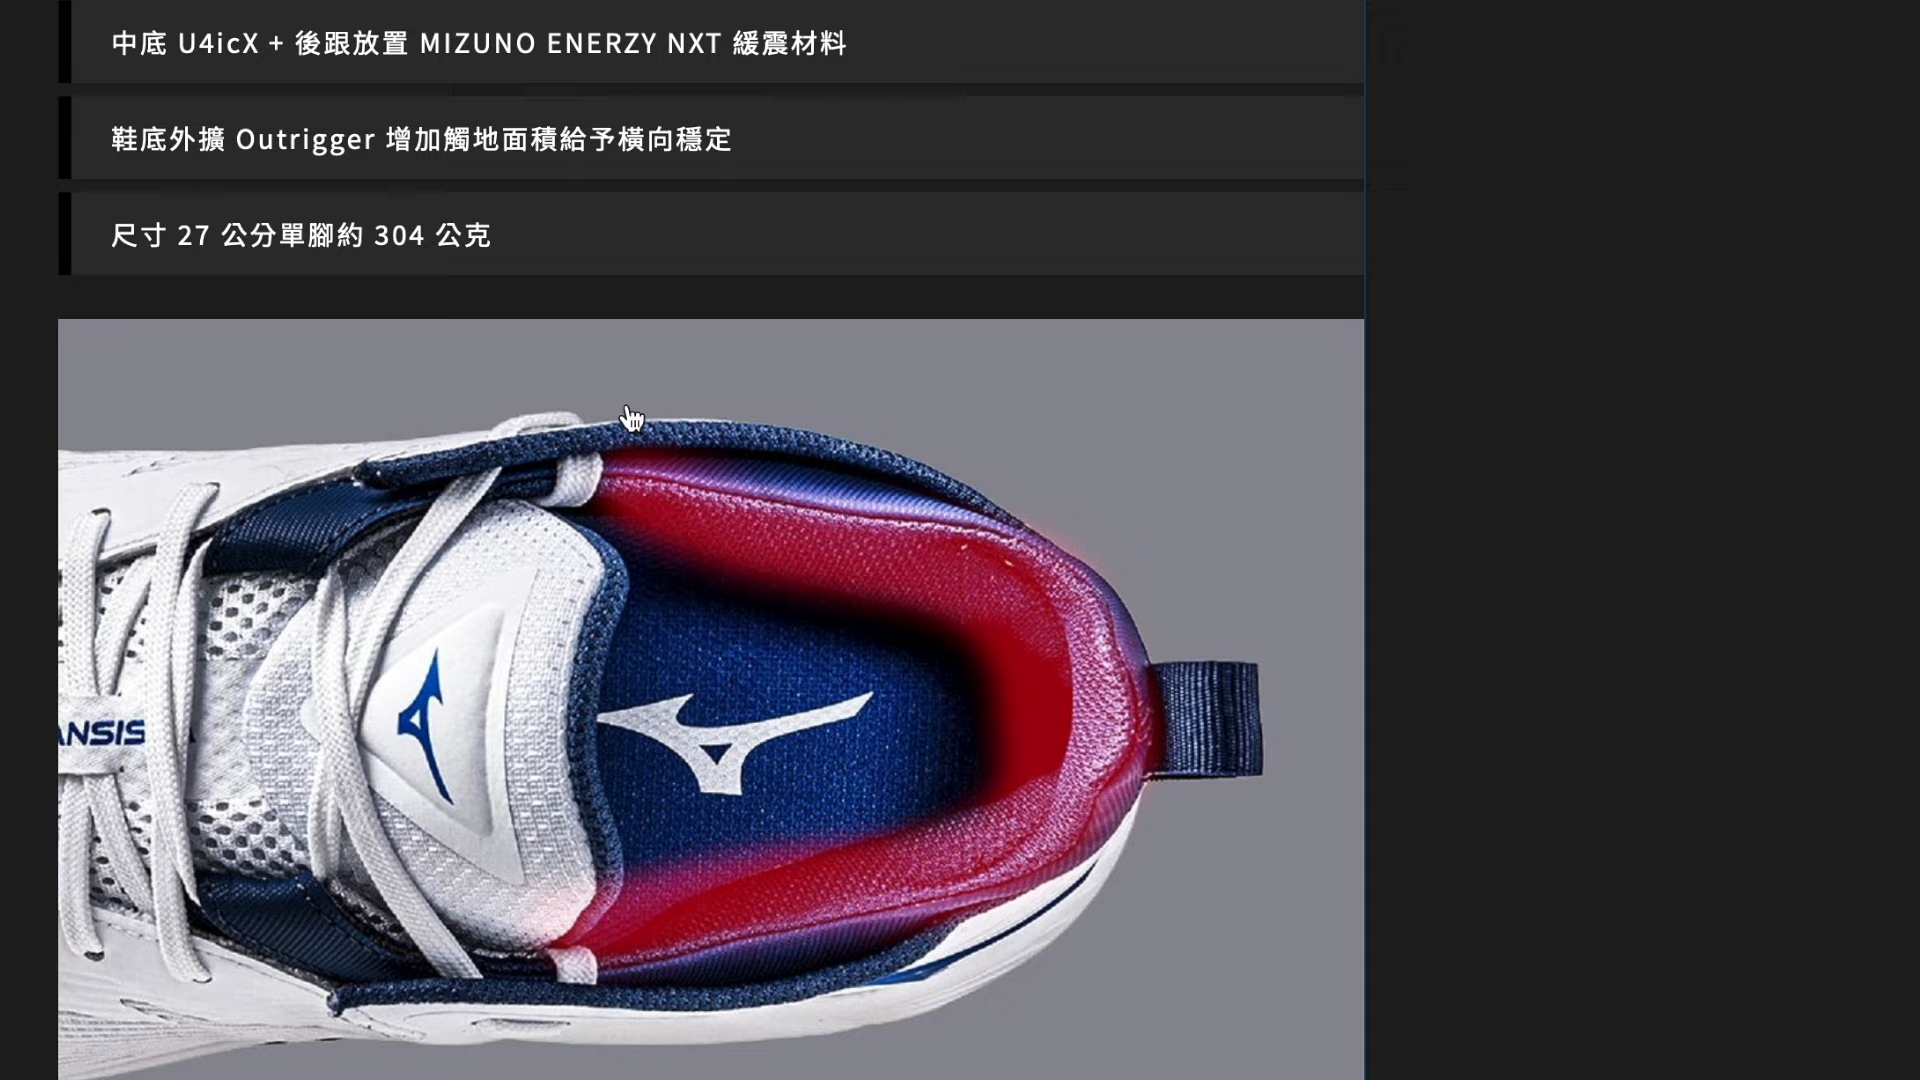 中底 U4icX + 後跟放置 MIZUNO ENERZY NXT 緩震材料
鞋底外擴 Outrigger 增加觸地面積給予橫向穩定
尺寸 27 公分單腳約 304 公克
ANSIS